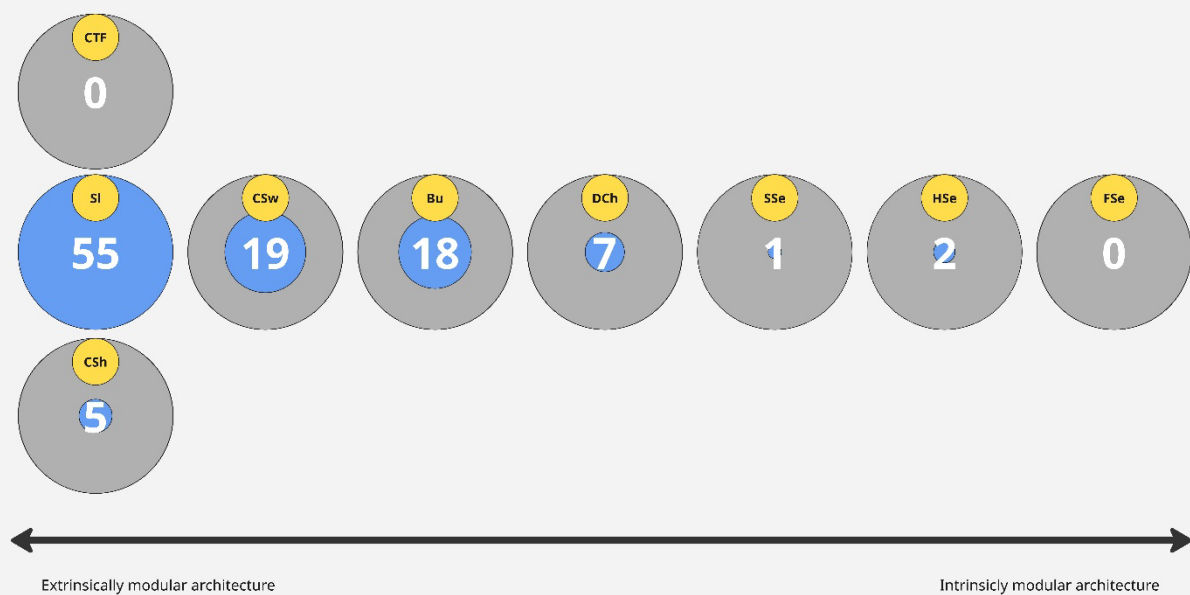 CTF
0
SI
55
CSw
19
Bu
18
DCh
7
SSe
1
HSe
2
FSe
0
CSh
5
Extrinsically modular architecture
Intrinsicly modular architecture